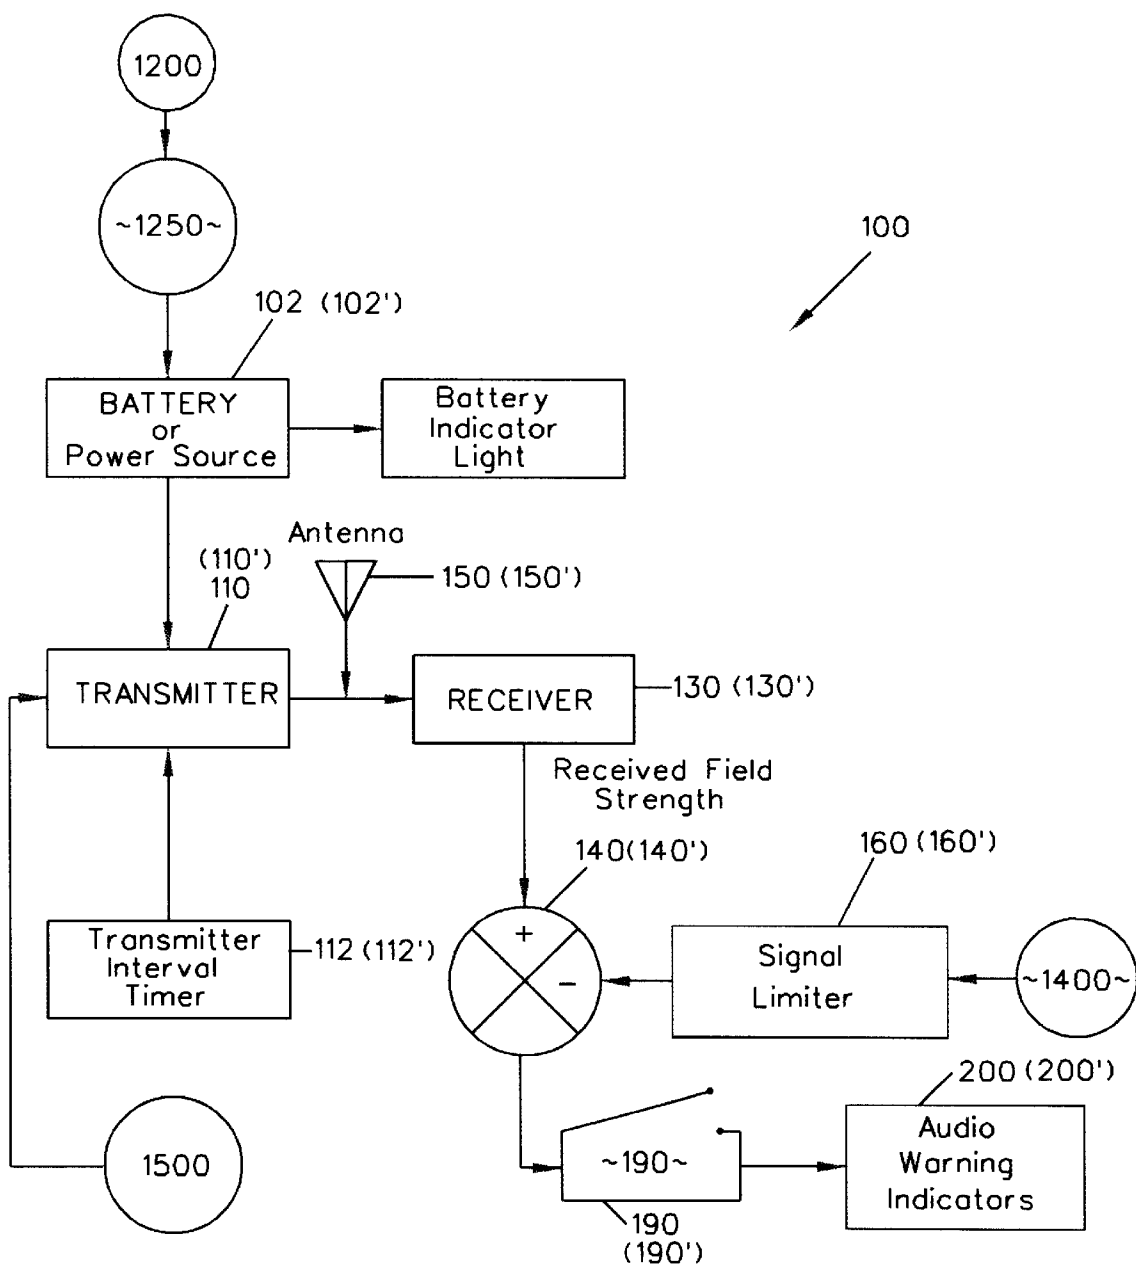 1200
~1250~
100
102 (102')
BATTERY
or
Power Source
Battery
Indicator
Light
Antenna
(110')
110
150 (150')
TRANSMITTER
RECEIVER
130 (130')
Received Field
Strength
140(140')
160 (160')
+
-
Transmitter
Interval
Timer
112 (112')
Signal
Limiter
~1400~
200 (200')
1500
~190~
Audio
Warning
Indicators
190
(190')